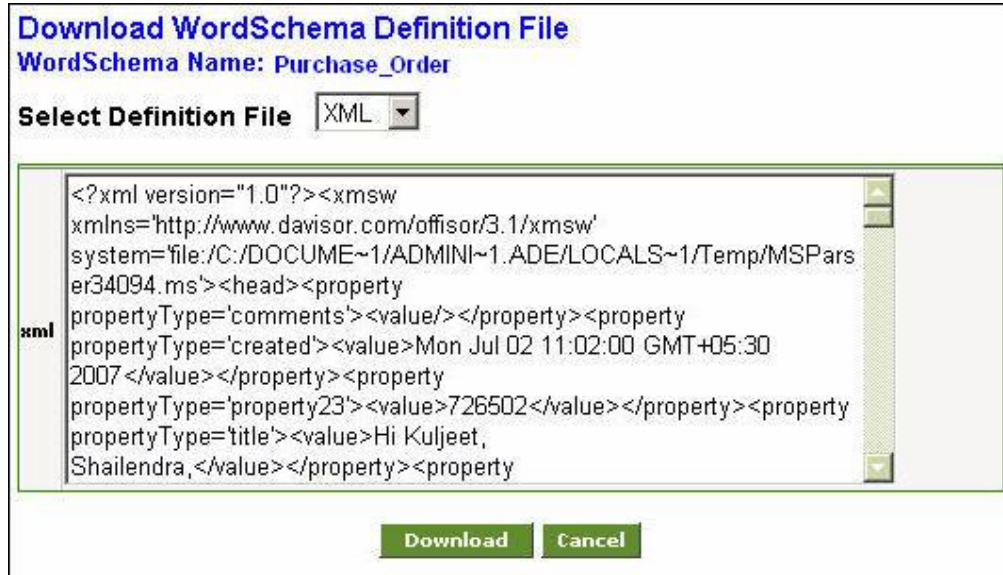 Download WordSchema Definition File
WordSchema Name: Purchase_Order
Select Definition File XML
<?xml version="1.0"?><xmsw
xmlns='http://www.davisor.com/offisor/3.1/xmsw'
system='file:/C:/DOCUME~1/ADMINI~1.ADE/LOCALS~1/Temp/MSPars
er34094.ms'><head><property
propertyType='comments'><value/></property><property
xml
propertyType='created'><value>Mon Jul 02 11:02:00 GMT+05:30
2007</value></property><property
propertyType='property23'><value>726502</value></property><property
propertyType='title'><value>Hi Kuljeet,
Shailendra,</value></property><property
Download Cancel